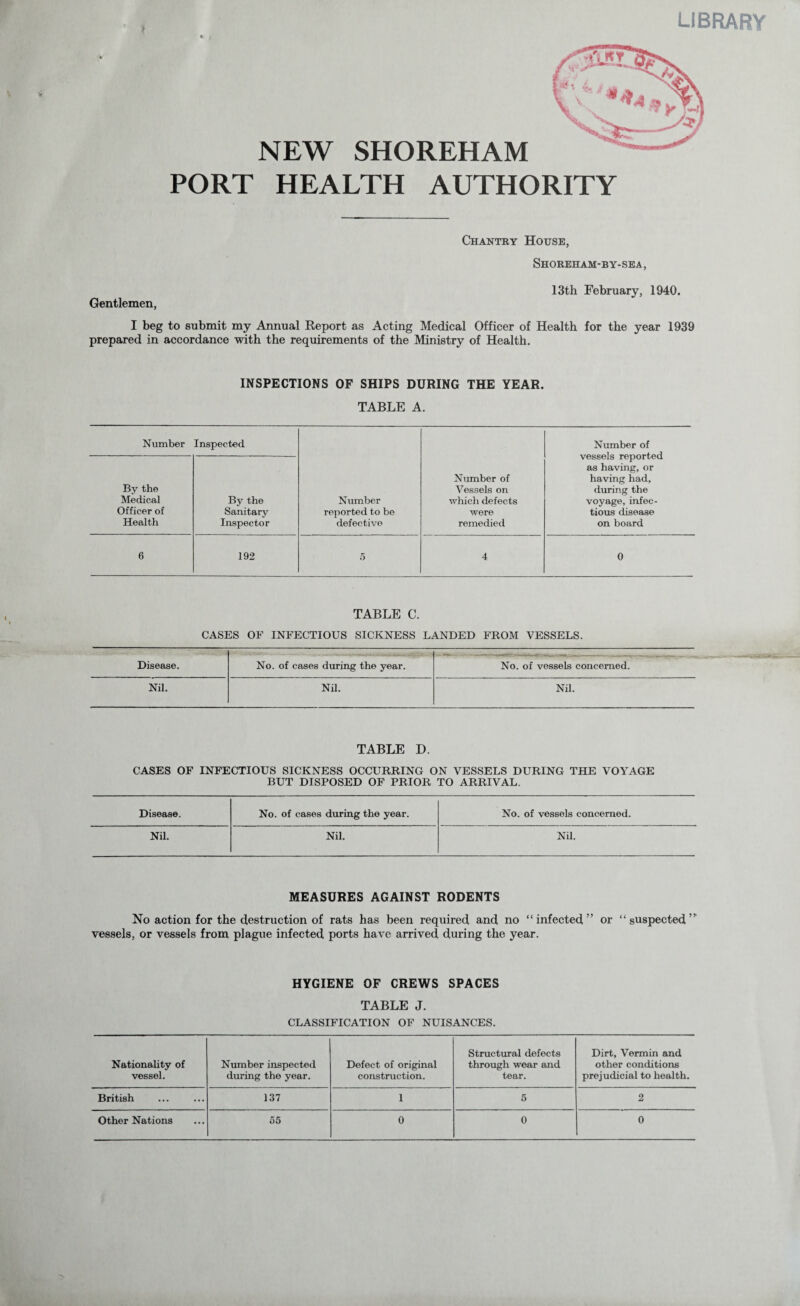 LIBRARY
LIBRARY
NEW SHOREHAM
PORT HEALTH AUTHORITY
Chantry House,
Shoreham-by-sea,
13th February, 1940.
Gentlemen,
I beg to submit my Annual Report as Acting Medical Officer of Health for the year 1939
prepared in accordance with the requirements of the Ministry of Health.
INSPECTIONS OF SHIPS DURING THE YEAR.
TABLE A.
Number Inspected
By the
Medical
Officer of
Health
By the
Sanitary
Inspector
Number
reported to be
defective
Number of
Vessels on
which defects
were
remedied
Number of
vessels reported
as having, or
having had,
during the
voyage, infec-
tious disease
on board
6 192 5 4 0
TABLE C.
CASES OF INFECTIOUS SICKNESS LANDED FROM VESSELS.
Disease. No. of cases during the year. No. of vessels concerned.
Nil. Nil. Nil.
TABLE D.
CASES OF INFECTIOUS SICKNESS OCCURRING ON VESSELS DURING THE VOYAGE
BUT DISPOSED OF PRIOR TO ARRIVAL.
Disease. No. of cases during the year. No. of vessels concerned.
Nil. Nil. Nil.
MEASURES AGAINST RODENTS
No action for the destruction of rats has been required and no “infected” or “suspected”
vessels, or vessels from plague infected ports have arrived during the year.
HYGIENE OF CREWS SPACES
TABLE J.
CLASSIFICATION OF NUISANCES.
Nationality of
vessel.
Number inspected
during the year.
Defect of original
construction.
Structural defects
through wear and
tear.
Dirt, Vermin and
other conditions
prejudicial to health.
British ... ... 137 1 5 2
Other Nations ... 55 0 0 0